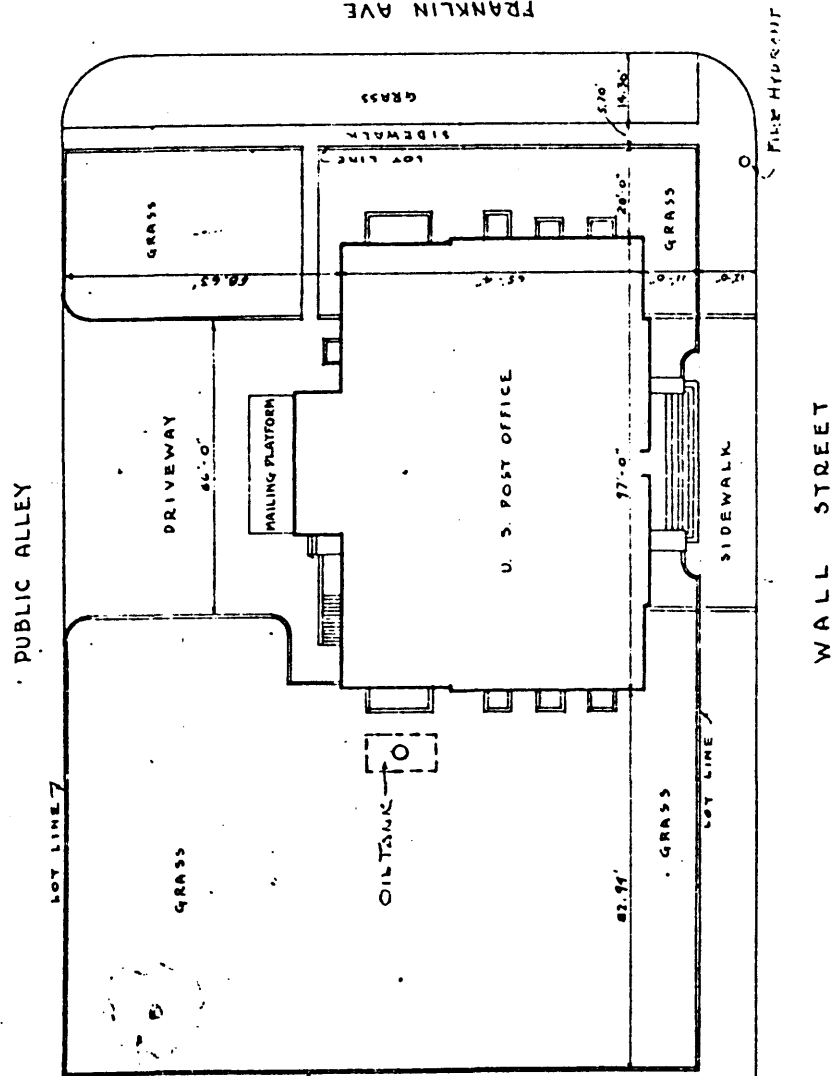 FRANKLIN AVE
FIRE HYDRANT
GRASS
5.70'
14.30'
SIDEWALK
LOT LINE
GRASS
20'-0"
GRASS
65'-4"
11'-0"
12'-0"
DRIVEWAY
66'-0"
MAILING PLATFORM
U. S. POST OFFICE
97'-0"
SIDEWALK
PUBLIC ALLEY
WALL STREET
LOT LINE
GRASS
OIL TANK
82.94'
GRASS
LOT LINE